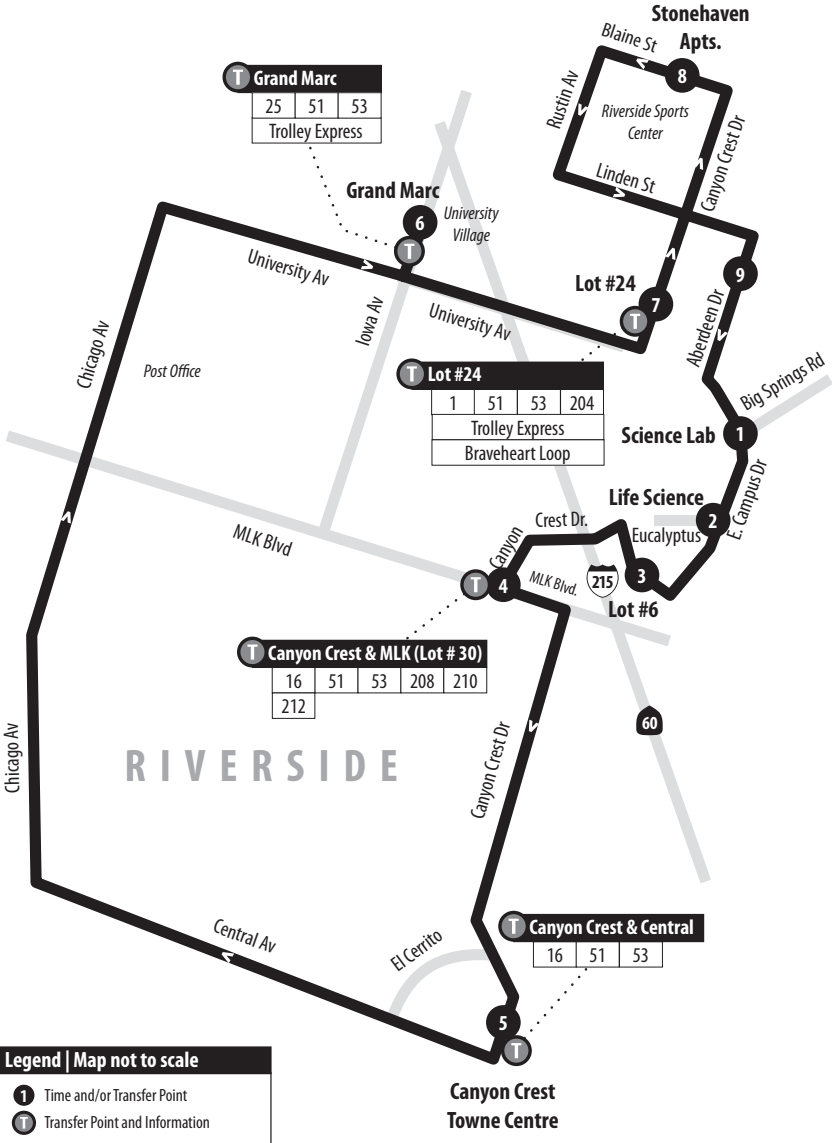 Stonehaven
Apts.
Blaine St
8
Rustin Av
Riverside Sports
Center
Canyon Crest Dr
Linden St
T Grand Marc
25 51 53
Trolley Express
Grand Marc
6
University
Village
T
University Av
Iowa Av
University Av
Lot #24
7
T
9
Aberdeen Dr
Chicago Av
Post Office
T Lot #24
1 51 53 204
Trolley Express
Braveheart Loop
Big Springs Rd
Science Lab
1
Life Science
2
E. Campus Dr
Eucalyptus
Crest Dr.
Canyon
MLK Blvd
T
4
MLK Blvd.
215
3
Lot #6
T Canyon Crest & MLK (Lot # 30)
16 51 53 208 210
212
60
RIVERSIDE
Chicago Av
Canyon Crest Dr
Central Av
El Cerrito
T Canyon Crest & Central
16 51 53
5
T
Canyon Crest
Towne Centre
Legend | Map not to scale
1 Time and/or Transfer Point
T Transfer Point and Information